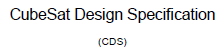 CubeSat Design Specification
(CDS)